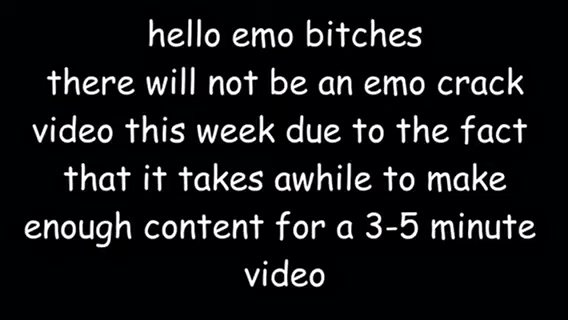 hello emo bitches
there will not be an emo crack
video this week due to the fact
that it takes awhile to make
enough content for a 3-5 minute
video